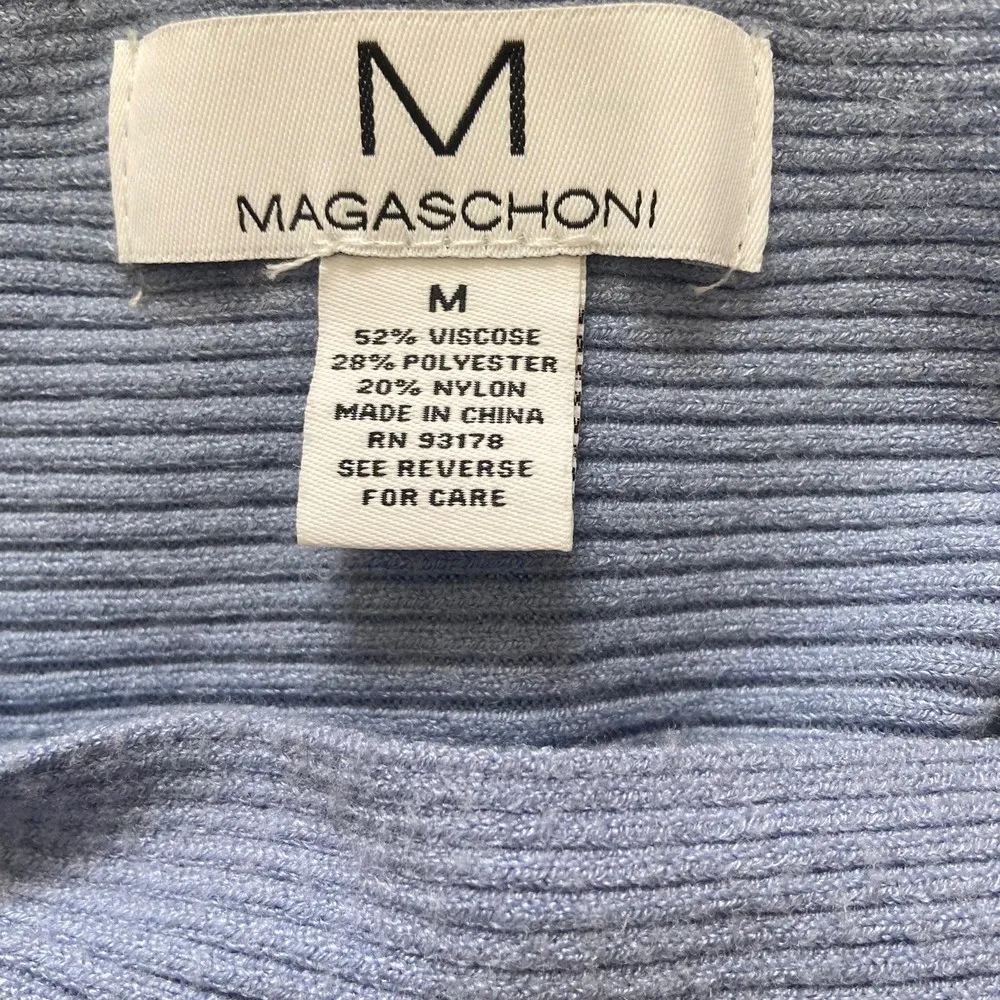 M
MAGASCHONI
M
52% VISCOSE
28% POLYESTER
20% NYLON
MADE IN CHINA
RN 93178
SEE REVERSE
FOR CARE